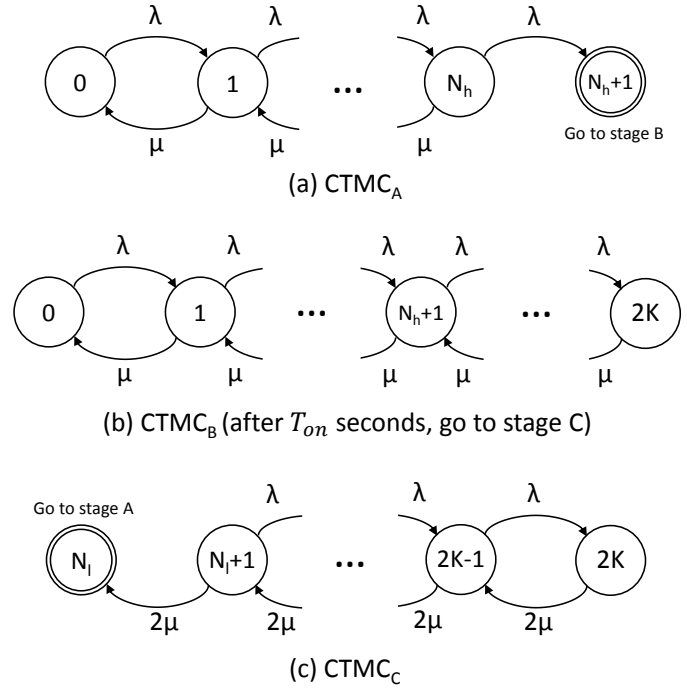 λ λ λ λ
0 1 ... N_h N_h+1
μ μ μ Go to stage B
(a) CTMC_A
λ λ λ λ λ
0 1 ... N_h+1 ... 2K
μ μ μ μ μ
(b) CTMC_B (after T_on seconds, go to stage C)
Go to stage A λ λ λ
N_l N_l+1 ... 2K-1 2K
2μ 2μ 2μ 2μ
(c) CTMC_C